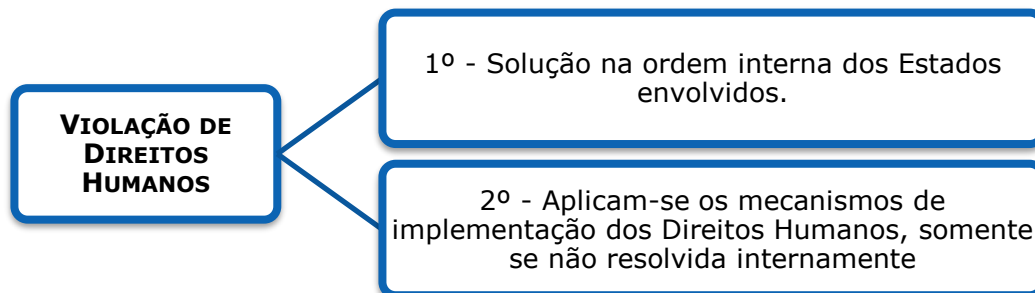 VIOLAÇÃO DE
DIREITOS
HUMANOS
1º - Solução na ordem interna dos Estados
envolvidos.
2º - Aplicam-se os mecanismos de
implementação dos Direitos Humanos, somente
se não resolvida internamente